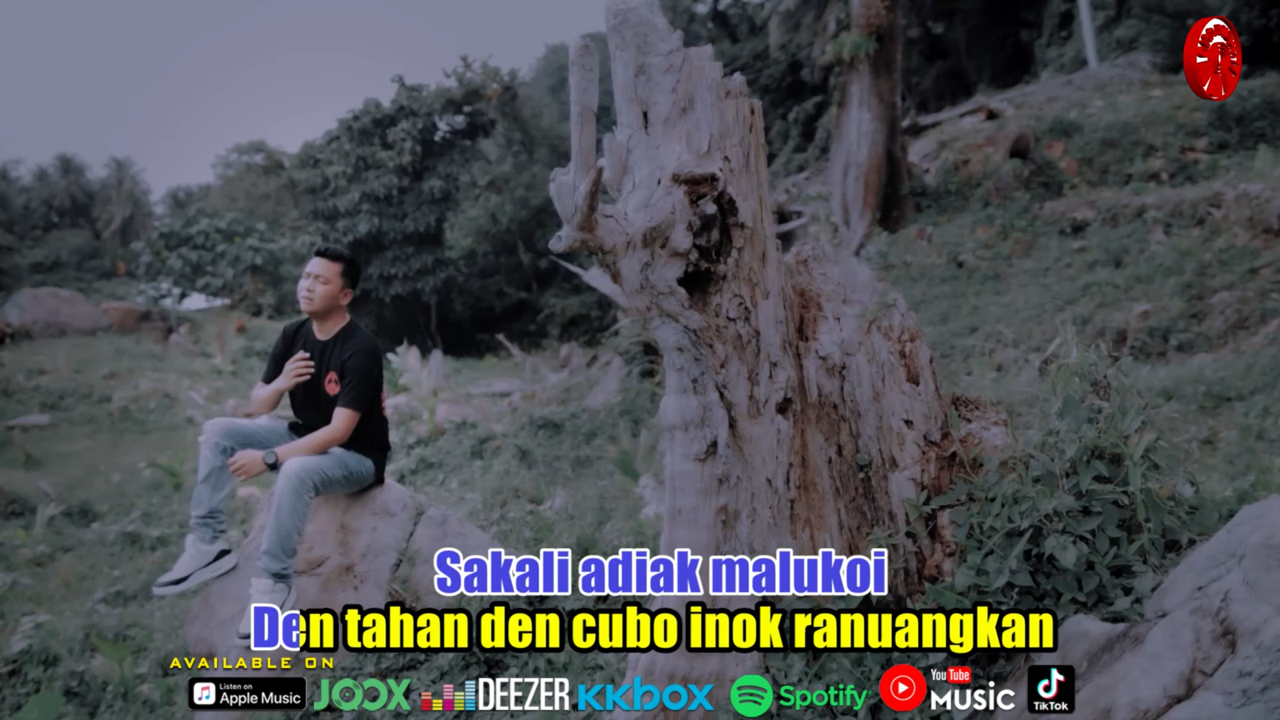 Sakali adiak malukoi
Den tahan den cubo inok ranuangkan
AVAILABLE ON
Listen on Apple Music JOOX DEEZER KKBOX Spotify YouTube MUSIC TikTok